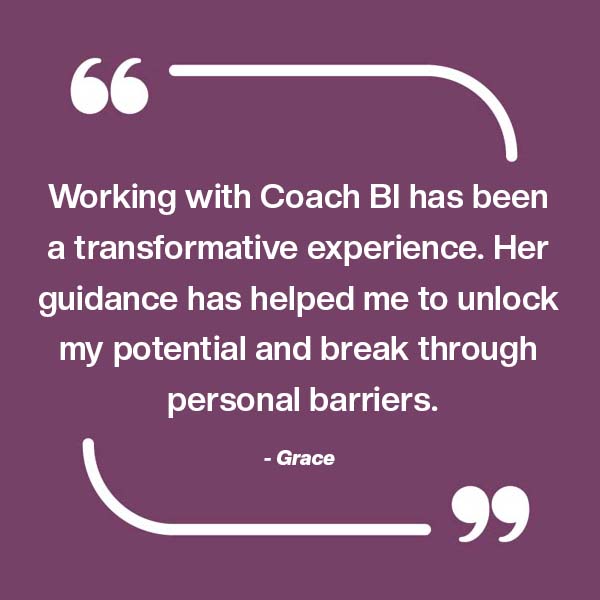 Working with Coach BI has been
a transformative experience. Her
guidance has helped me to unlock
my potential and break through
personal barriers.
- Grace